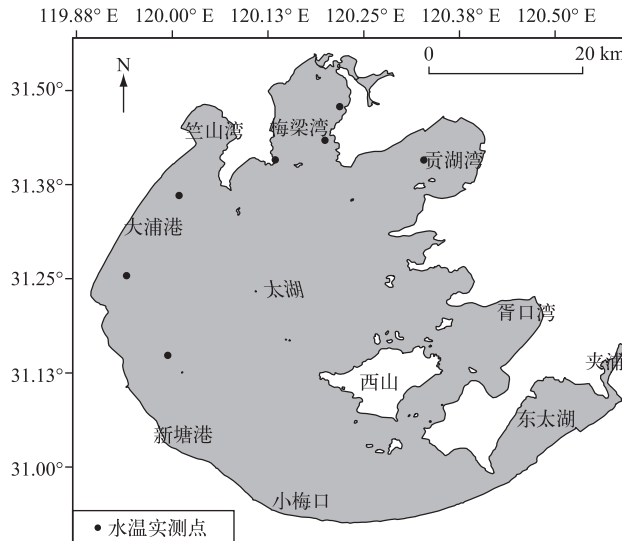 119.88° E 120.00° E 120.13° E 120.25° E 120.38° E 120.50° E
0 20 km
N
31.50°
竺山湾
梅梁湾
贡湖湾
31.38°
大浦港
31.25°
太湖
胥口湾
夹浦
31.13°
西山
东太湖
新塘港
31.00°
小梅口
水温实测点